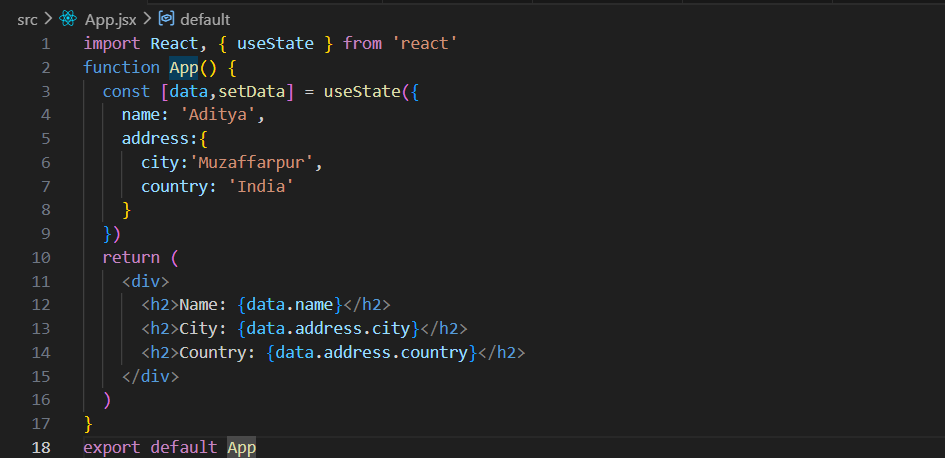 src > App.jsx > default
1 import React, { useState } from 'react'
2 function App() {
3   const [data,setData] = useState({
4     name: 'Aditya',
5     address:{
6       city:'Muzaffarpur',
7       country: 'India'
8     }
9   })
10   return (
11     <div>
12       <h2>Name: {data.name}</h2>
13       <h2>City: {data.address.city}</h2>
14       <h2>Country: {data.address.country}</h2>
15     </div>
16   )
17 }
18 export default App